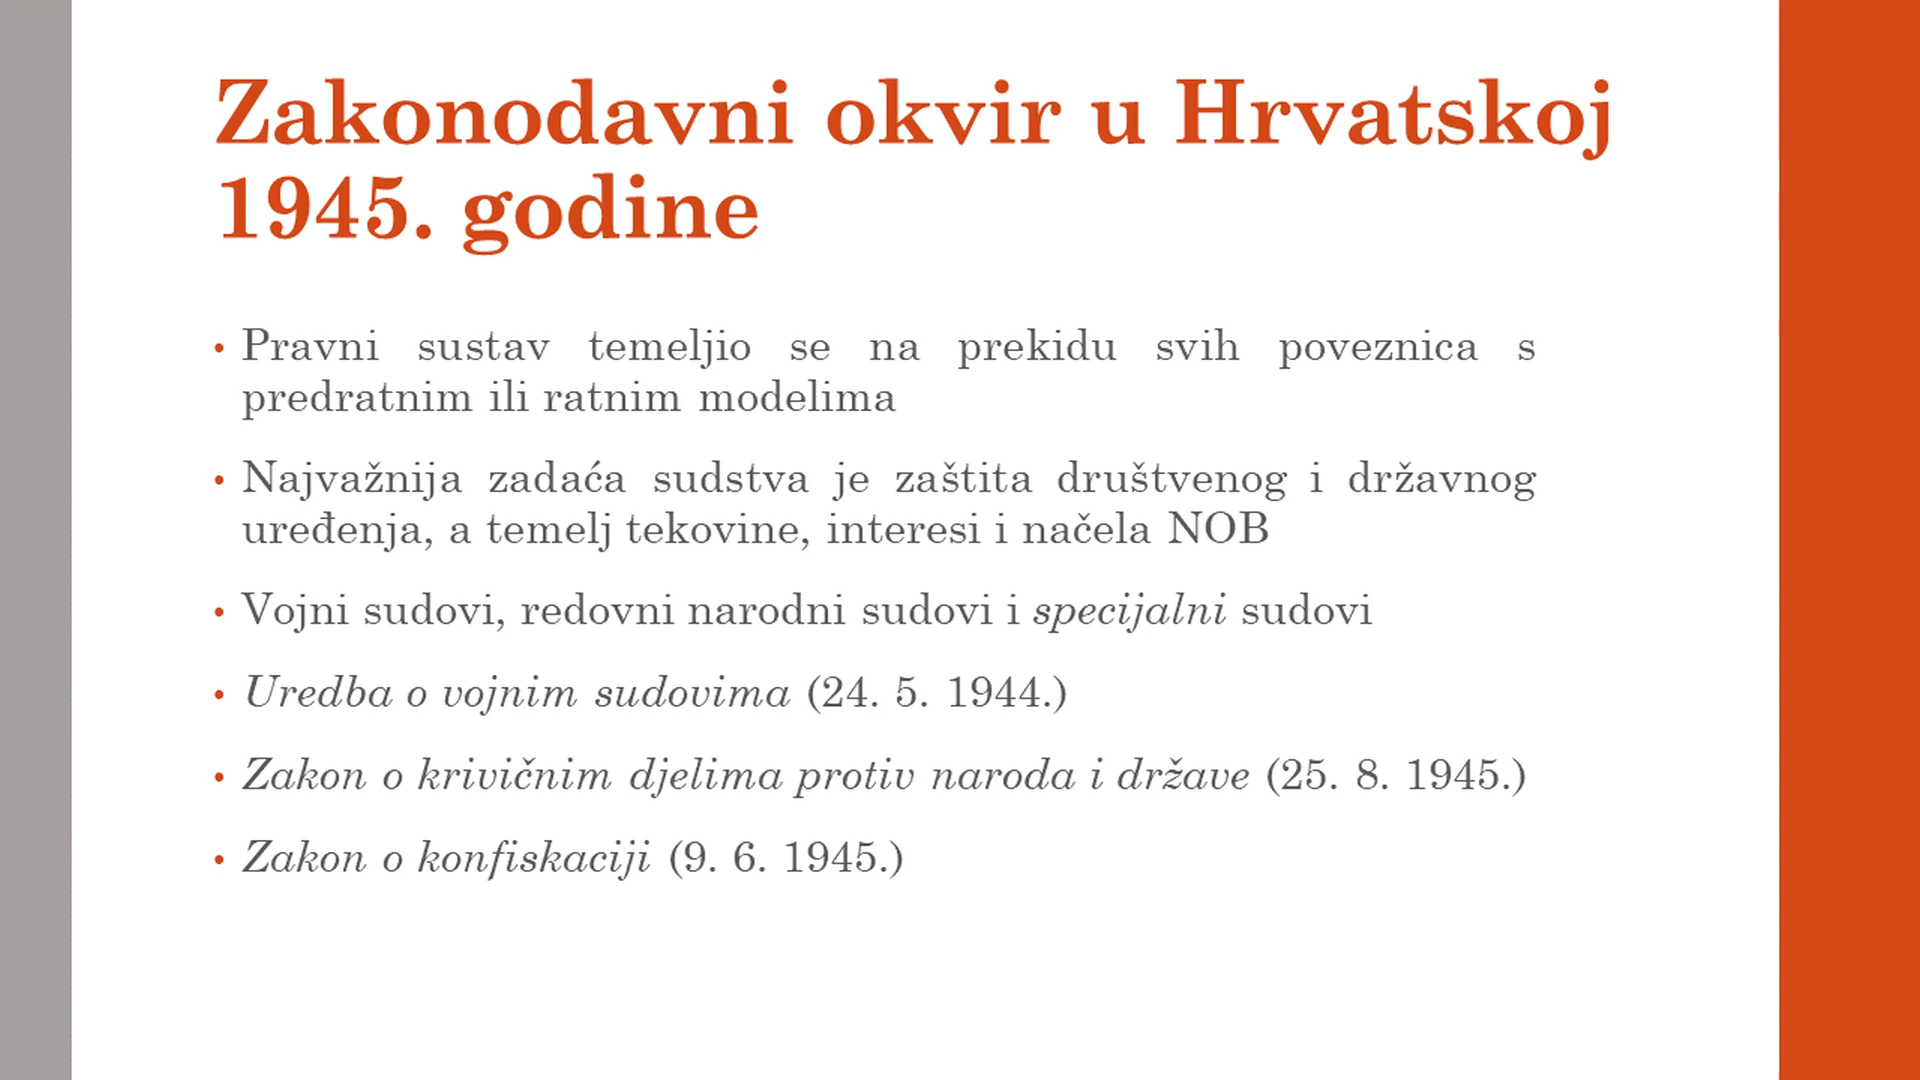 Zakonodavni okvir u Hrvatskoj
1945. godine
• Pravni sustav temeljio se na prekidu svih poveznica s
predratnim ili ratnim modelima
• Najvažnija zadaća sudstva je zaštita društvenog i državnog
uređenja, a temelj tekovine, interesi i načela NOB
• Vojni sudovi, redovni narodni sudovi i specijalni sudovi
• Uredba o vojnim sudovima (24. 5. 1944.)
• Zakon o krivičnim djelima protiv naroda i države (25. 8. 1945.)
• Zakon o konfiskaciji (9. 6. 1945.)